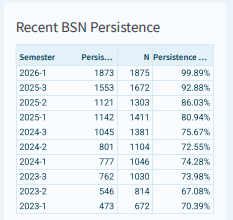 Recent BSN Persistence
Semester Persis... N Persistence ...
2026-1 1873 1875 99.89%
2025-3 1553 1672 92.88%
2025-2 1121 1303 86.03%
2025-1 1142 1411 80.94%
2024-3 1045 1381 75.67%
2024-2 801 1104 72.55%
2024-1 777 1046 74.28%
2023-3 762 1030 73.98%
2023-2 546 814 67.08%
2023-1 473 672 70.39%